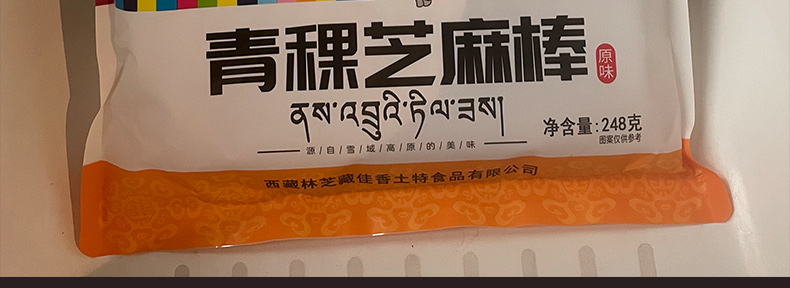 青稞芝麻棒
原味
ནས་འབྲུའི་ཏིལ་ཟས།
净含量:248克
图案仅供参考
源/自/雪/域/高/原/的/美/味
西藏林芝藏佳香土特食品有限公司